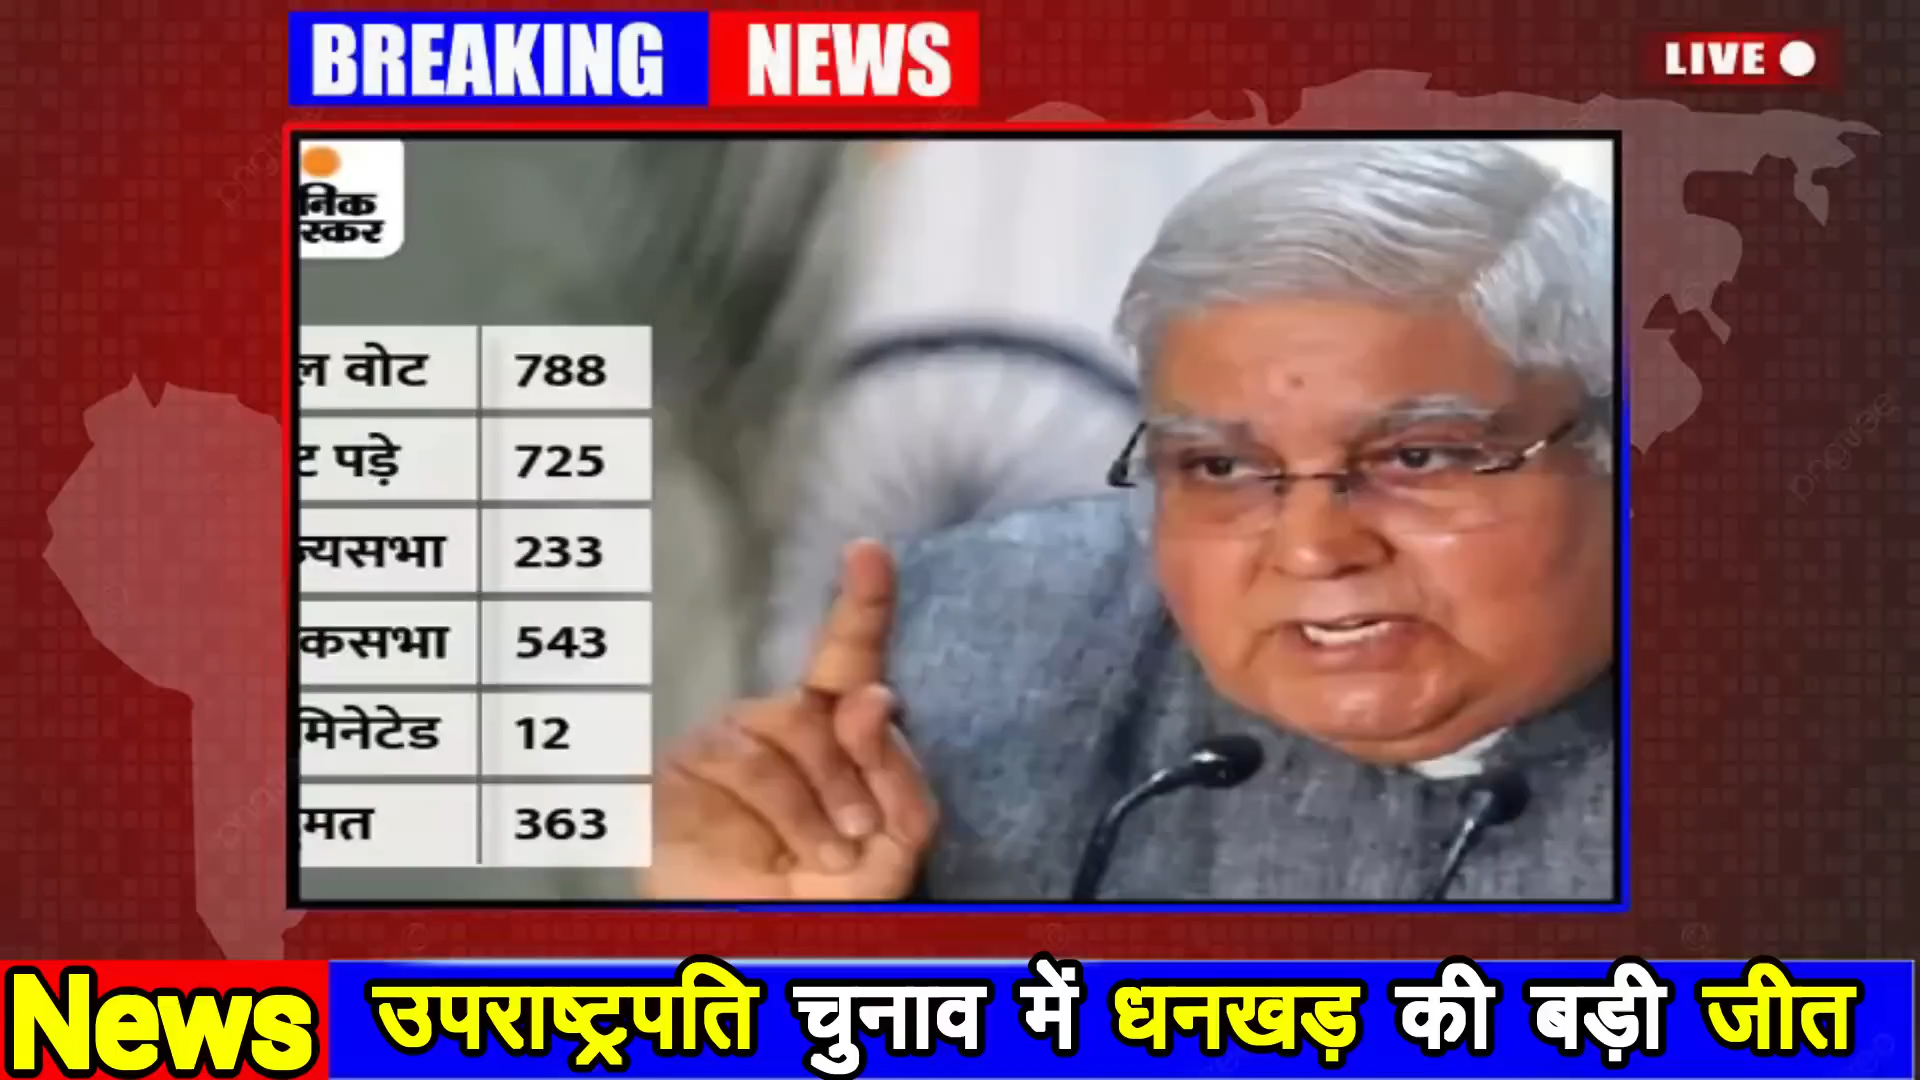 BREAKING NEWS
LIVE
निक
स्कर
ल वोट 788
ट पड़े 725
ज्यसभा 233
कसभा 543
मिनेटेड 12
हुमत 363
News उपराष्ट्रपति चुनाव में धनखड़ की बड़ी जीत